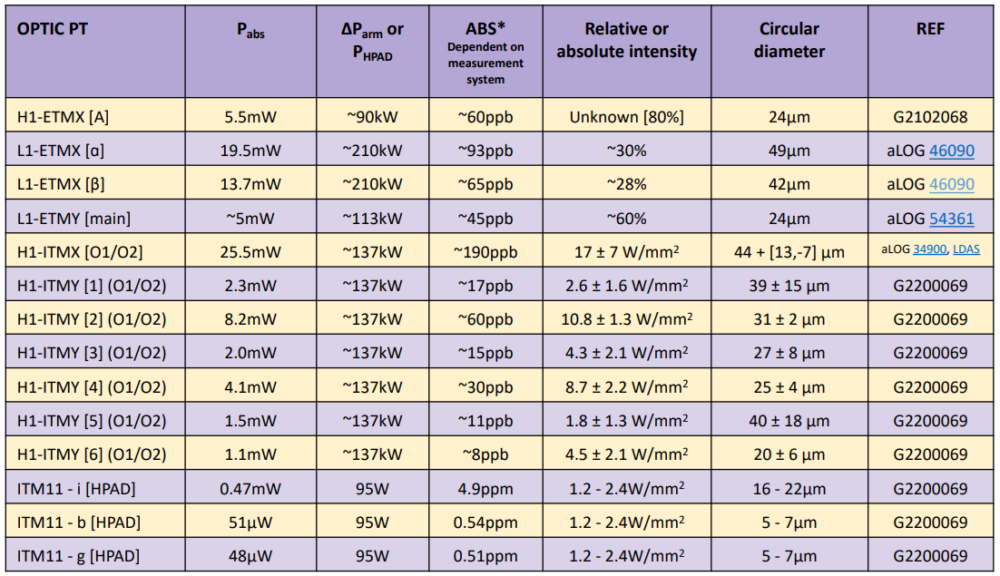 OPTIC PT Pabs ΔParm or PHPAD ABS* Dependent on measurement system Relative or absolute intensity Circular diameter REF
H1-ETMX [A] 5.5mW ~90kW ~60ppb Unknown [80%] 24µm G2102068
L1-ETMX [α] 19.5mW ~210kW ~93ppb ~30% 49µm aLOG 46090
L1-ETMX [β] 13.7mW ~210kW ~65ppb ~28% 42µm aLOG 46090
L1-ETMY [main] ~5mW ~113kW ~45ppb ~60% 24µm aLOG 54361
H1-ITMX [O1/O2] 25.5mW ~137kW ~190ppb 17 ± 7 W/mm² 44 + [13,-7] µm aLOG 34900, LDAS
H1-ITMY [1] (O1/O2) 2.3mW ~137kW ~17ppb 2.6 ± 1.6 W/mm² 39 ± 15 µm G2200069
H1-ITMY [2] (O1/O2) 8.2mW ~137kW ~60ppb 10.8 ± 1.3 W/mm² 31 ± 2 µm G2200069
H1-ITMY [3] (O1/O2) 2.0mW ~137kW ~15ppb 4.3 ± 2.1 W/mm² 27 ± 8 µm G2200069
H1-ITMY [4] (O1/O2) 4.1mW ~137kW ~30ppb 8.7 ± 2.2 W/mm² 25 ± 4 µm G2200069
H1-ITMY [5] (O1/O2) 1.5mW ~137kW ~11ppb 1.8 ± 1.3 W/mm² 40 ± 18 µm G2200069
H1-ITMY [6] (O1/O2) 1.1mW ~137kW ~8ppb 4.5 ± 2.1 W/mm² 20 ± 6 µm G2200069
ITM11 - i [HPAD] 0.47mW 95W 4.9ppm 1.2 - 2.4W/mm² 16 - 22µm G2200069
ITM11 - b [HPAD] 51µW 95W 0.54ppm 1.2 - 2.4W/mm² 5 - 7µm G2200069
ITM11 - g [HPAD] 48µW 95W 0.51ppm 1.2 - 2.4W/mm² 5 - 7µm G2200069